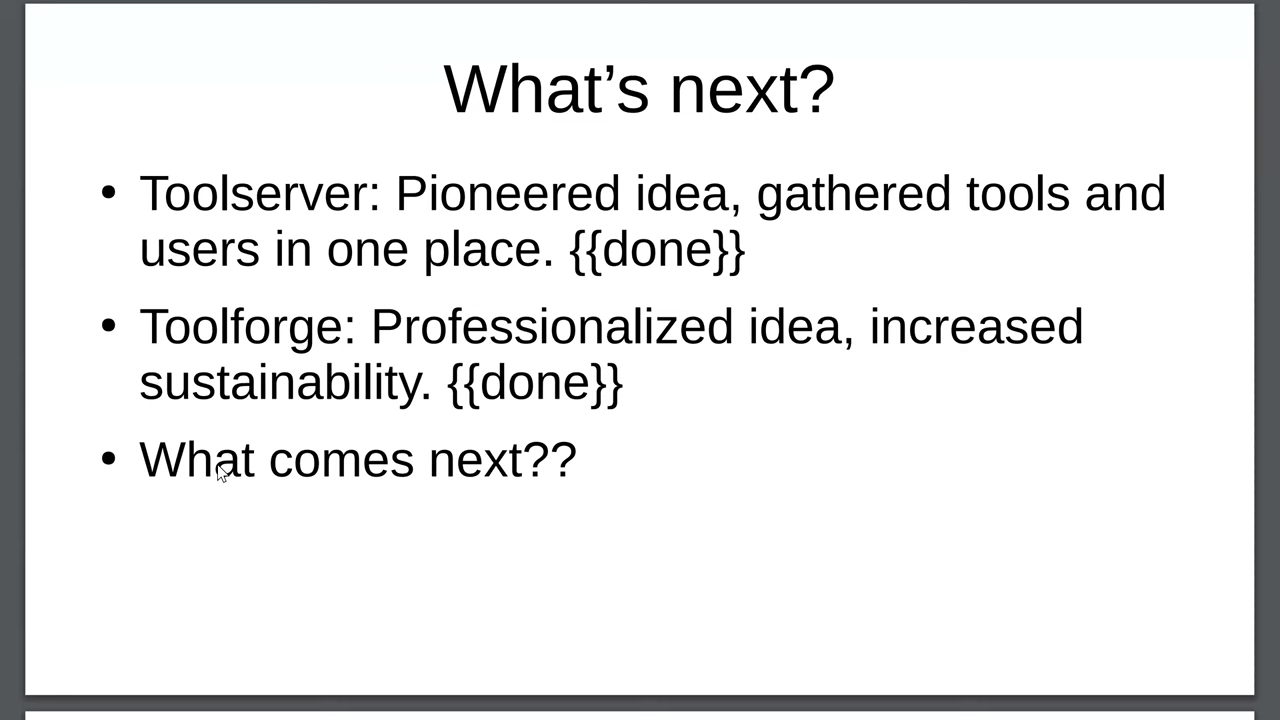 What’s next?
• Toolserver: Pioneered idea, gathered tools and
users in one place. {{done}}
• Toolforge: Professionalized idea, increased
sustainability. {{done}}
• What comes next??